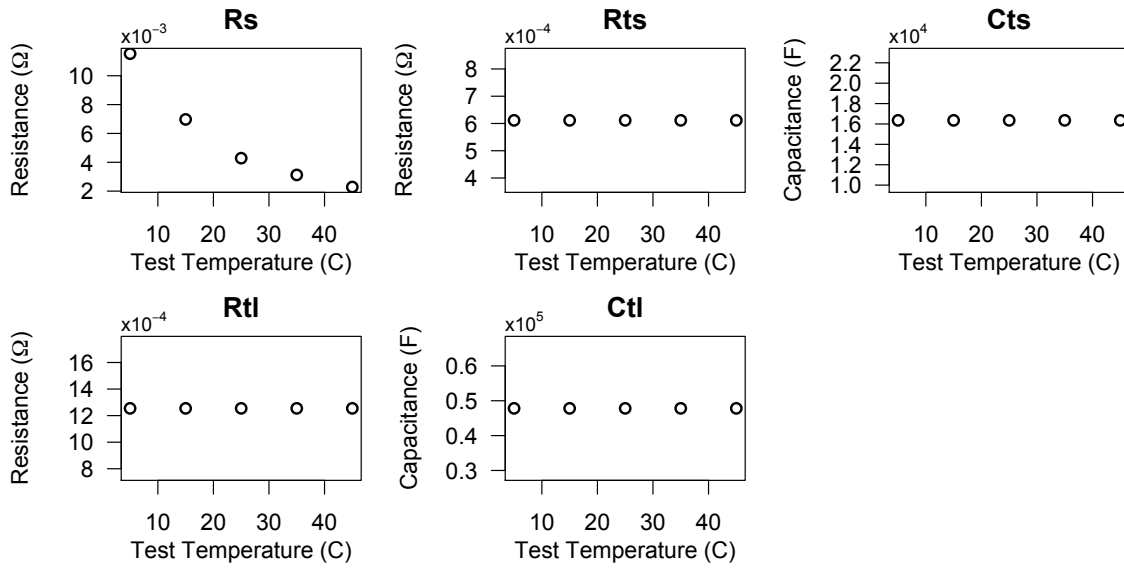 Rs
x10⁻³
Resistance (Ω)
10
8
6
4
2
10 20 30 40
Test Temperature (C)
Rts
x10⁻⁴
Resistance (Ω)
8
7
6
5
4
10 20 30 40
Test Temperature (C)
Cts
x10⁴
Capacitance (F)
2.2
2.0
1.8
1.6
1.4
1.2
1.0
10 20 30 40
Test Temperature (C)
Rtl
x10⁻⁴
Resistance (Ω)
16
14
12
10
8
10 20 30 40
Test Temperature (C)
Ctl
x10⁵
Capacitance (F)
0.6
0.5
0.4
0.3
10 20 30 40
Test Temperature (C)